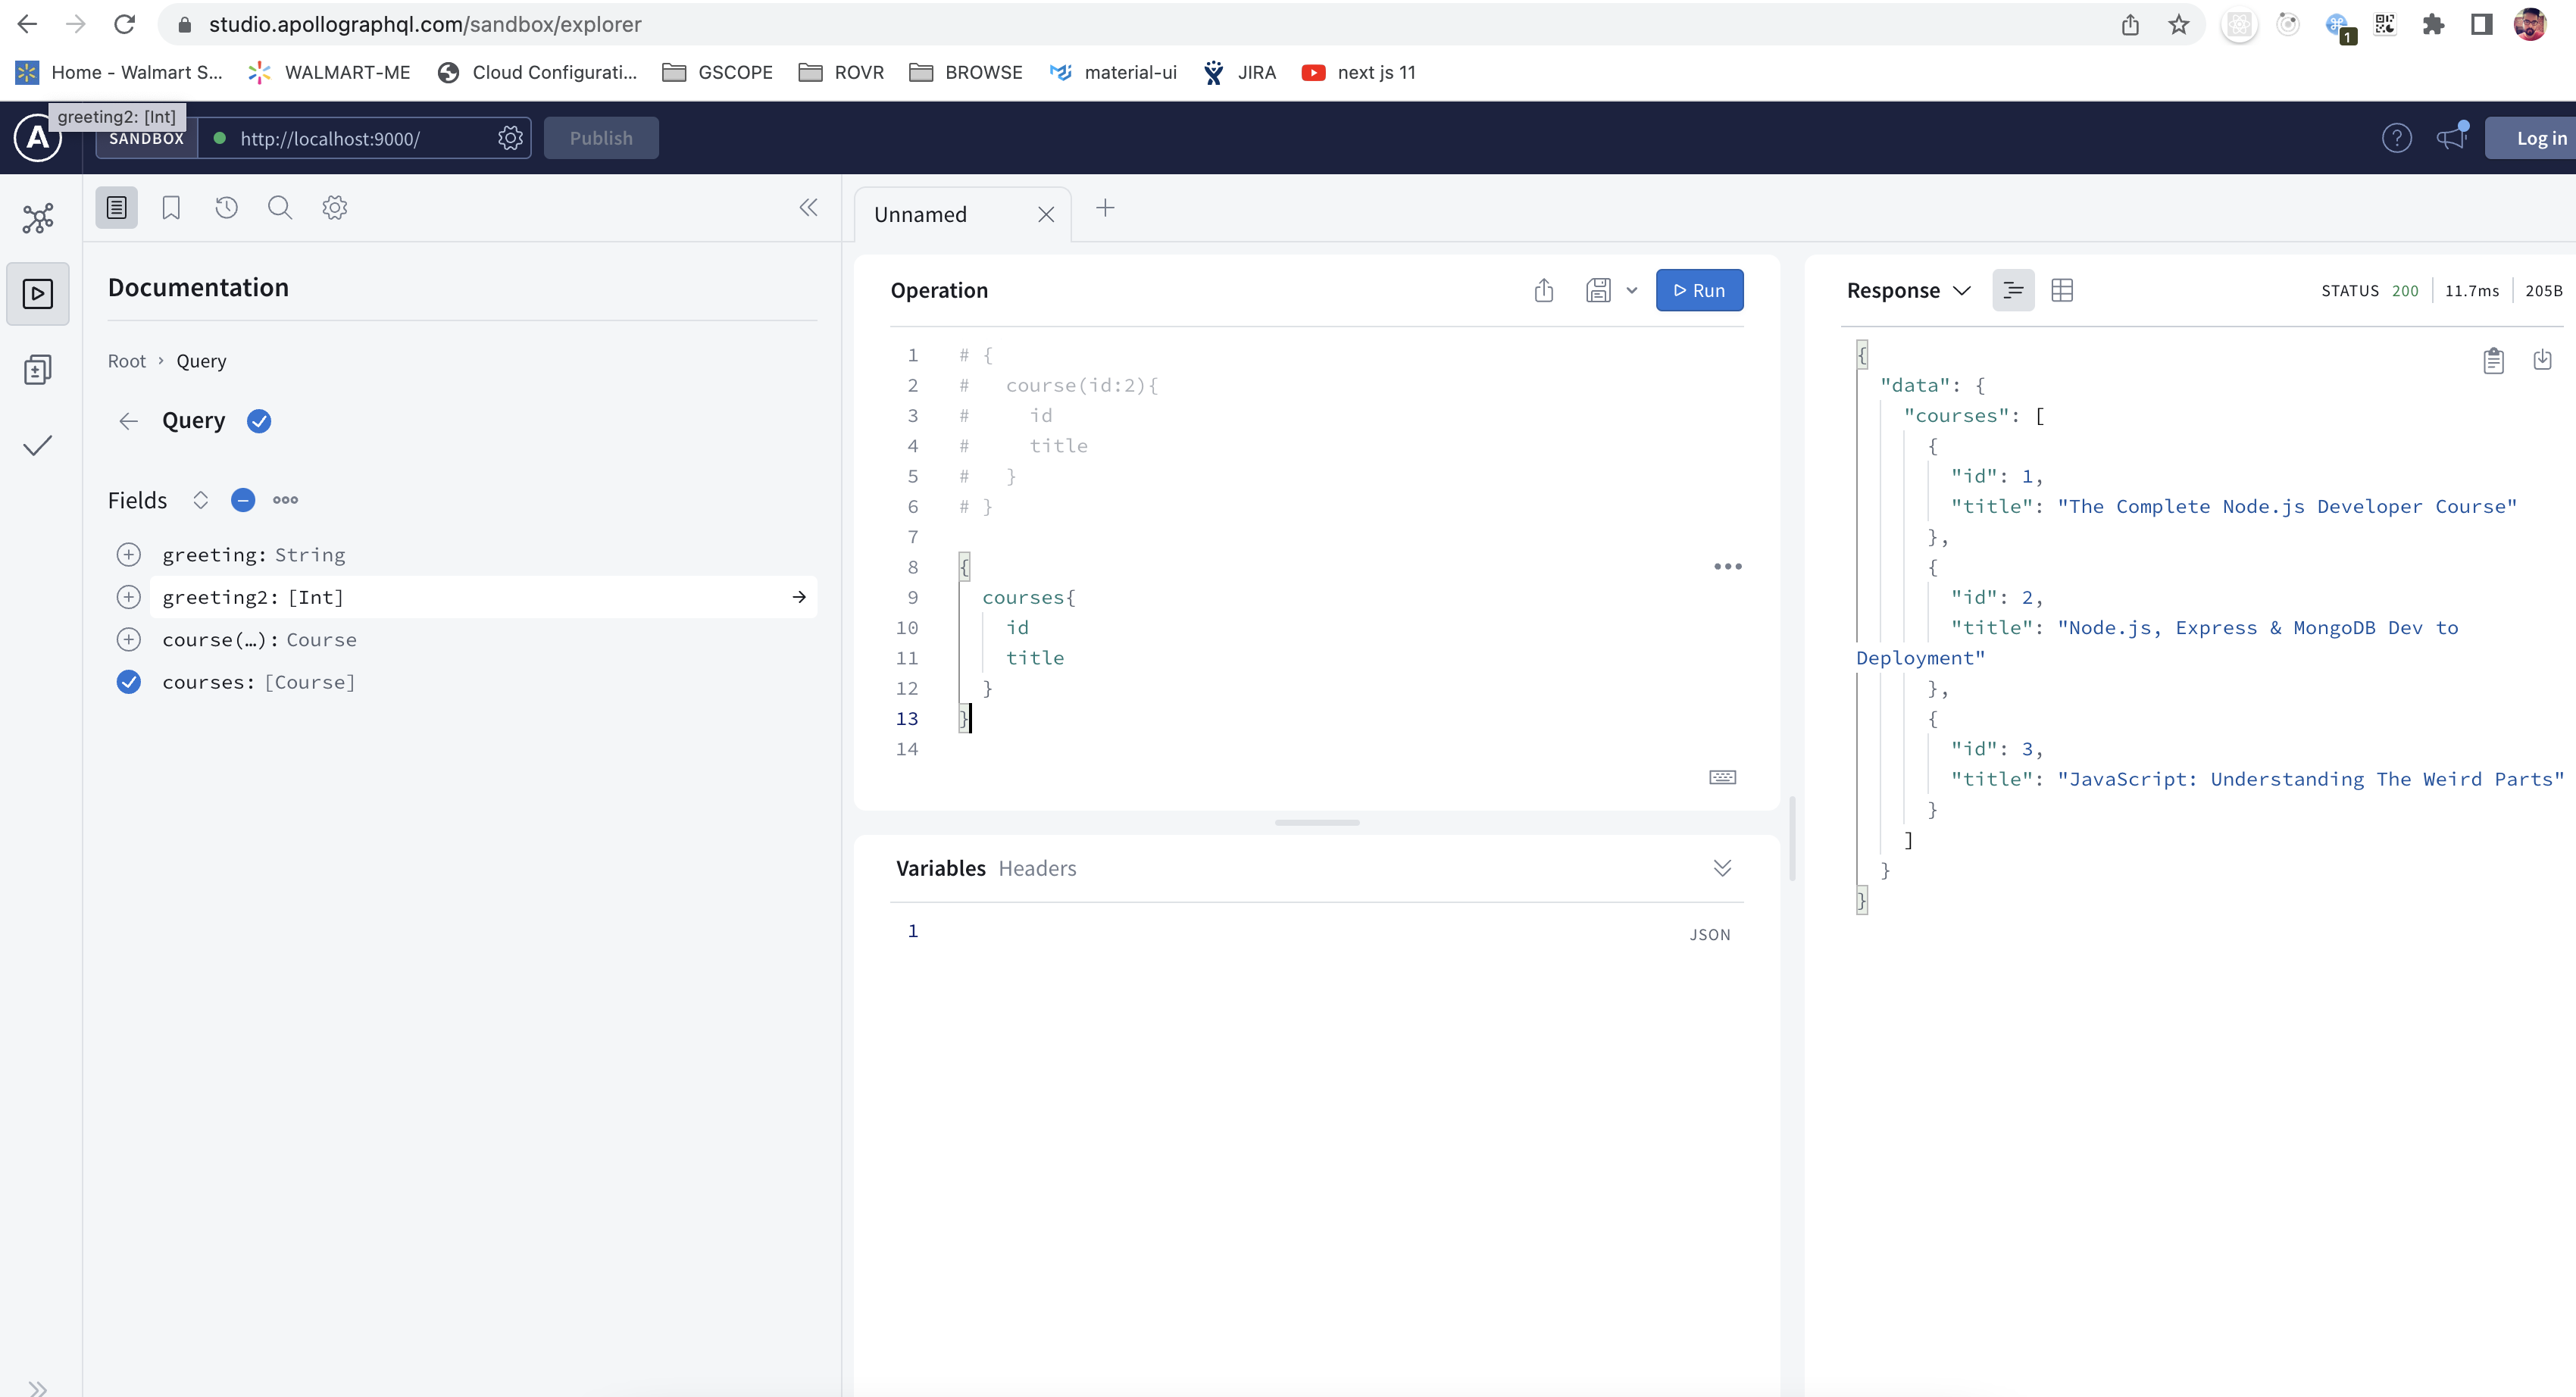 studio.apollographql.com/sandbox/explorer
1
Home - Walmart S...
WALMART-ME
Cloud Configurati...
GSCOPE
ROVR
BROWSE
material-ui
JIRA
next js 11
greeting2: [Int]
A
SANDBOX
http://localhost:9000/
Publish
?
Log in
Unnamed
Documentation
Root › Query
Query
Fields
greeting: String
greeting2: [Int]
course(…): Course
courses: [Course]
Operation
Run
1 # {
2 #   course(id:2){
3 #     id
4 #     title
5 #   }
6 # }
7
8 {
9   courses{
10     id
11     title
12   }
13 }
14
Variables Headers
1
JSON
Response
STATUS 200 11.7ms 205B
{
  "data": {
    "courses": [
      {
        "id": 1,
        "title": "The Complete Node.js Developer Course"
      },
      {
        "id": 2,
        "title": "Node.js, Express & MongoDB Dev to
Deployment"
      },
      {
        "id": 3,
        "title": "JavaScript: Understanding The Weird Parts"
      }
    ]
  }
}